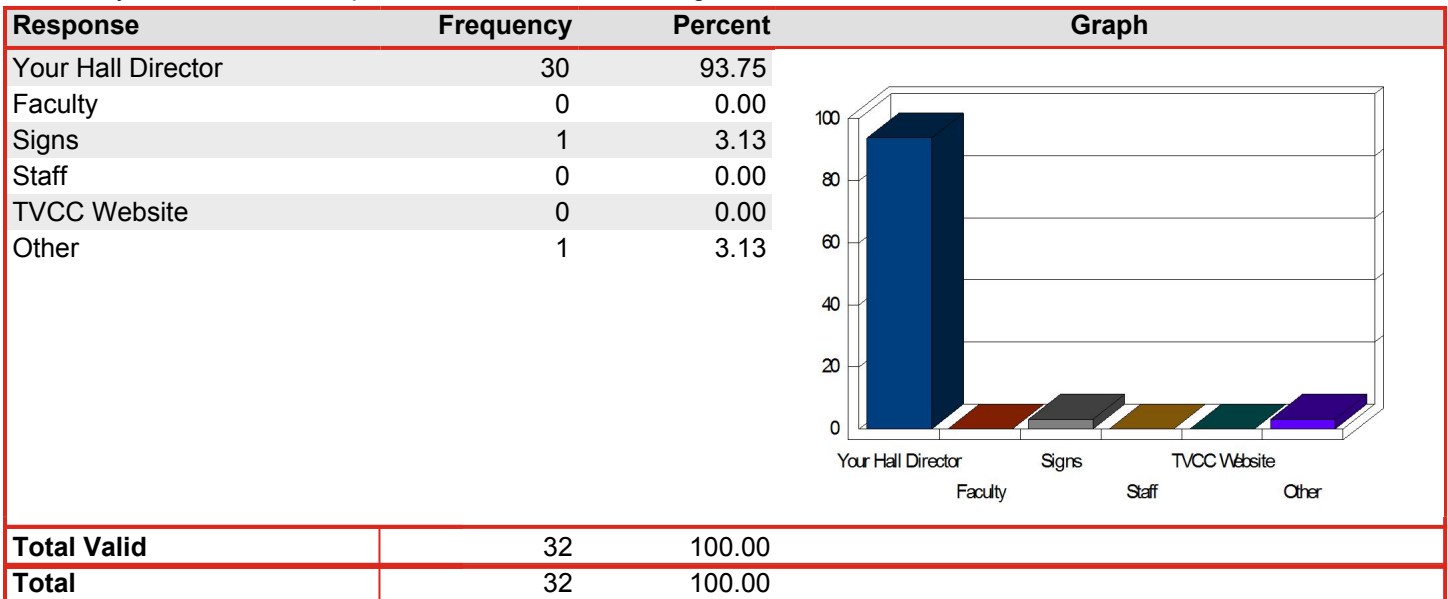 Response Frequency Percent Graph
Your Hall Director 30 93.75
Faculty 0 0.00
Signs 1 3.13
Staff 0 0.00
TVCC Website 0 0.00
Other 1 3.13
100
80
60
40
20
0
Your Hall Director Signs TVCC Website
Faculty Staff Other
Total Valid 32 100.00
Total 32 100.00